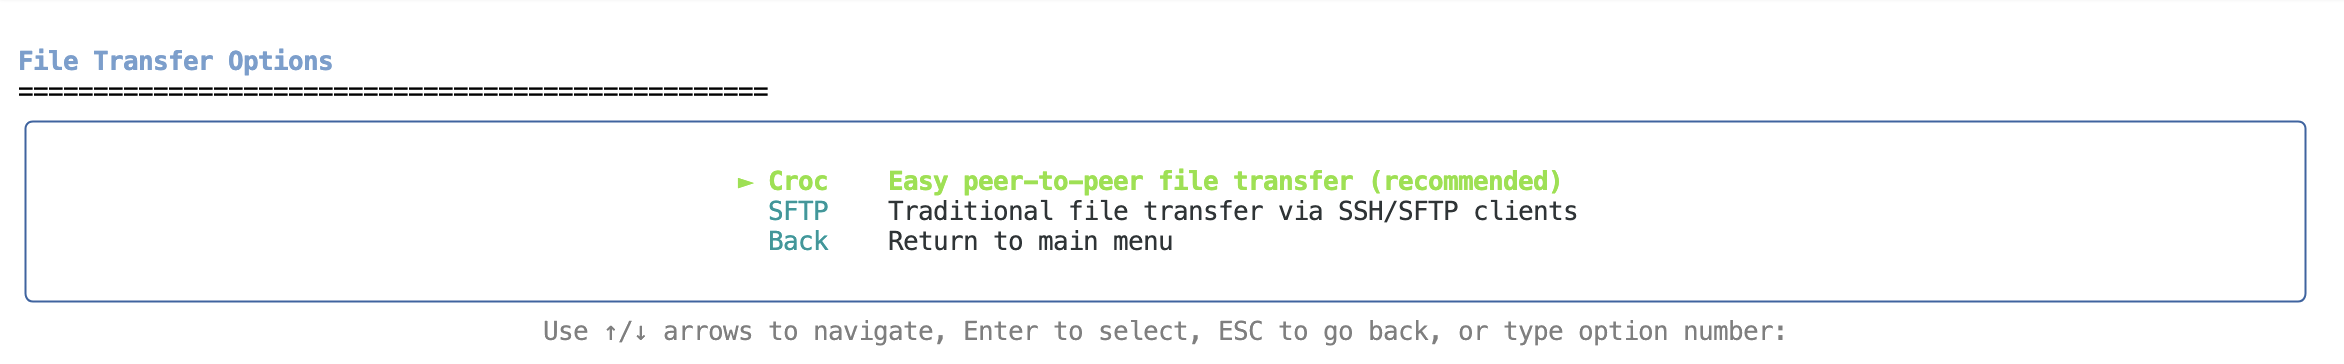 File Transfer Options
==================================================
► Croc    Easy peer-to-peer file transfer (recommended)
SFTP    Traditional file transfer via SSH/SFTP clients
Back    Return to main menu
Use ↑/↓ arrows to navigate, Enter to select, ESC to go back, or type option number: